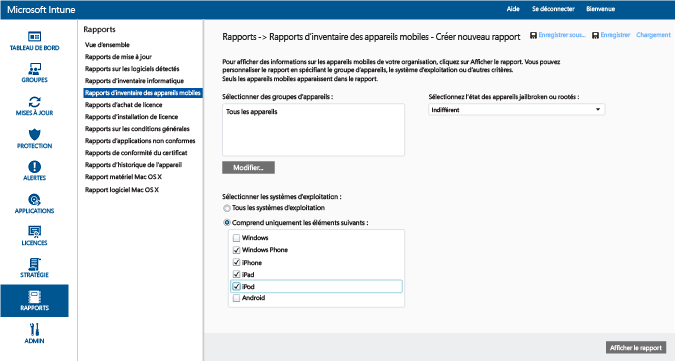 Microsoft Intune
Aide
Se déconnecter
Bienvenue
TABLEAU DE BORD
GROUPES
MISES À JOUR
PROTECTION
ALERTES
APPLICATIONS
LICENCES
STRATÉGIE
RAPPORTS
ADMIN
Rapports
Vue d'ensemble
Rapports de mise à jour
Rapports sur les logiciels détectés
Rapports d'inventaire informatique
Rapports d'inventaire des appareils mobiles
Rapports d'achat de licence
Rapports d'installation de licence
Rapports sur les conditions générales
Rapports d'applications non conformes
Rapports de conformité du certificat
Rapports d'historique de l'appareil
Rapport matériel Mac OS X
Rapport logiciel Mac OS X
Rapports -> Rapports d'inventaire des appareils mobiles - Créer nouveau rapport
Enregistrer sous...
Enregistrer
Chargement
Pour afficher des informations sur les appareils mobiles de votre organisation, cliquez sur Afficher le rapport. Vous pouvez
personnaliser le rapport en spécifiant le groupe d'appareils, le système d'exploitation ou d'autres critères.
Seuls les appareils mobiles apparaissent dans le rapport.
Sélectionner des groupes d'appareils :
Tous les appareils
Modifier...
Sélectionnez l'état des appareils jailbroken ou rootés :
Indifférent
Sélectionner les systèmes d'exploitation :
Tous les systèmes d'exploitation
Comprend uniquement les éléments suivants :
Windows
Windows Phone
iPhone
iPad
iPod
Android
Afficher le rapport